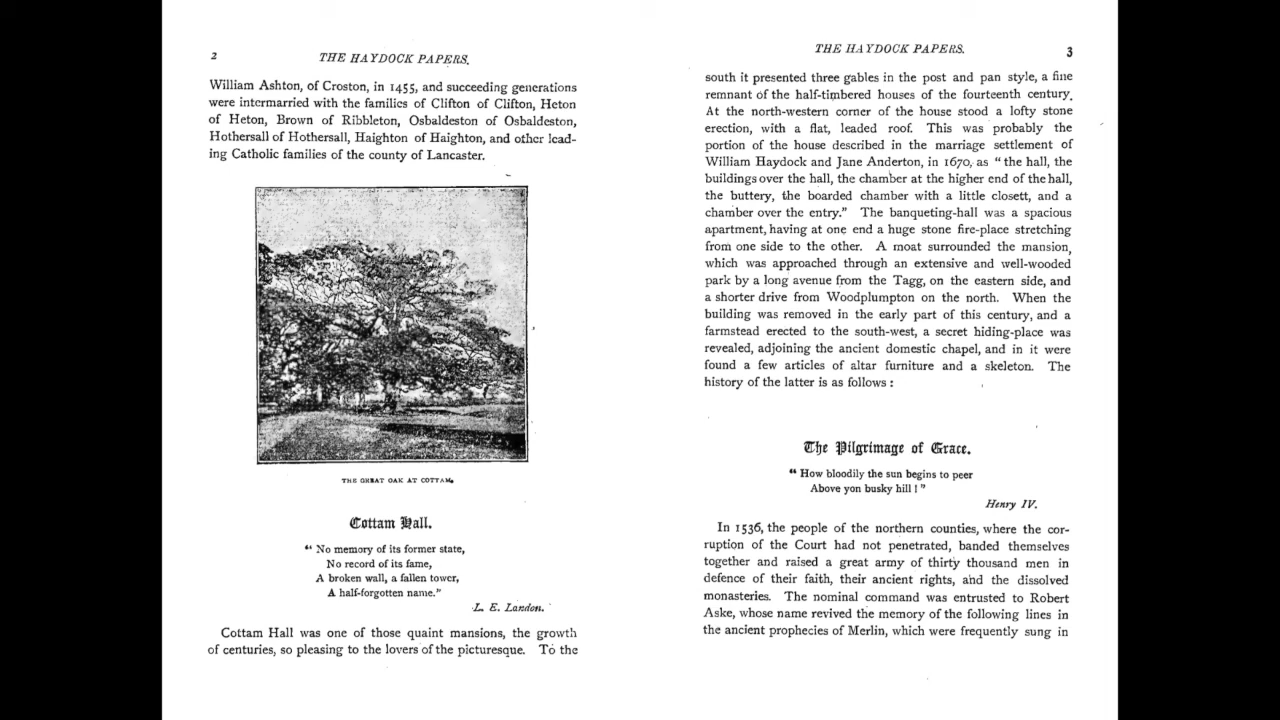 2
THE HAYDOCK PAPERS.
William Ashton, of Croston, in 1455, and succeeding generations
were intermarried with the families of Clifton of Clifton, Heton
of Heton, Brown of Ribbleton, Osbaldeston of Osbaldeston,
Hothersall of Hothersall, Haighton of Haighton, and other lead-
ing Catholic families of the county of Lancaster.
THE GREAT OAK AT COTTAM.
Cottam Hall.
“ No memory of its former state,
No record of its fame,
A broken wall, a fallen tower,
A half-forgotten name.”
L. E. Landon.
Cottam Hall was one of those quaint mansions, the growth
of centuries, so pleasing to the lovers of the picturesque. To the
THE HAYDOCK PAPERS.
3
south it presented three gables in the post and pan style, a fine
remnant of the half-timbered houses of the fourteenth century.
At the north-western corner of the house stood a lofty stone
erection, with a flat, leaded roof. This was probably the
portion of the house described in the marriage settlement of
William Haydock and Jane Anderton, in 1670, as “ the hall, the
buildings over the hall, the chamber at the higher end of the hall,
the buttery, the boarded chamber with a little closett, and a
chamber over the entry.” The banqueting-hall was a spacious
apartment, having at one end a huge stone fire-place stretching
from one side to the other. A moat surrounded the mansion,
which was approached through an extensive and well-wooded
park by a long avenue from the Tagg, on the eastern side, and
a shorter drive from Woodplumpton on the north. When the
building was removed in the early part of this century, and a
farmstead erected to the south-west, a secret hiding-place was
revealed, adjoining the ancient domestic chapel, and in it were
found a few articles of altar furniture and a skeleton. The
history of the latter is as follows :
The Pilgrimage of Grace.
“ How bloodily the sun begins to peer
Above yon busky hill ! ”
Henry IV.
In 1536, the people of the northern counties, where the cor-
ruption of the Court had not penetrated, banded themselves
together and raised a great army of thirty thousand men in
defence of their faith, their ancient rights, and the dissolved
monasteries. The nominal command was entrusted to Robert
Aske, whose name revived the memory of the following lines in
the ancient prophecies of Merlin, which were frequently sung in